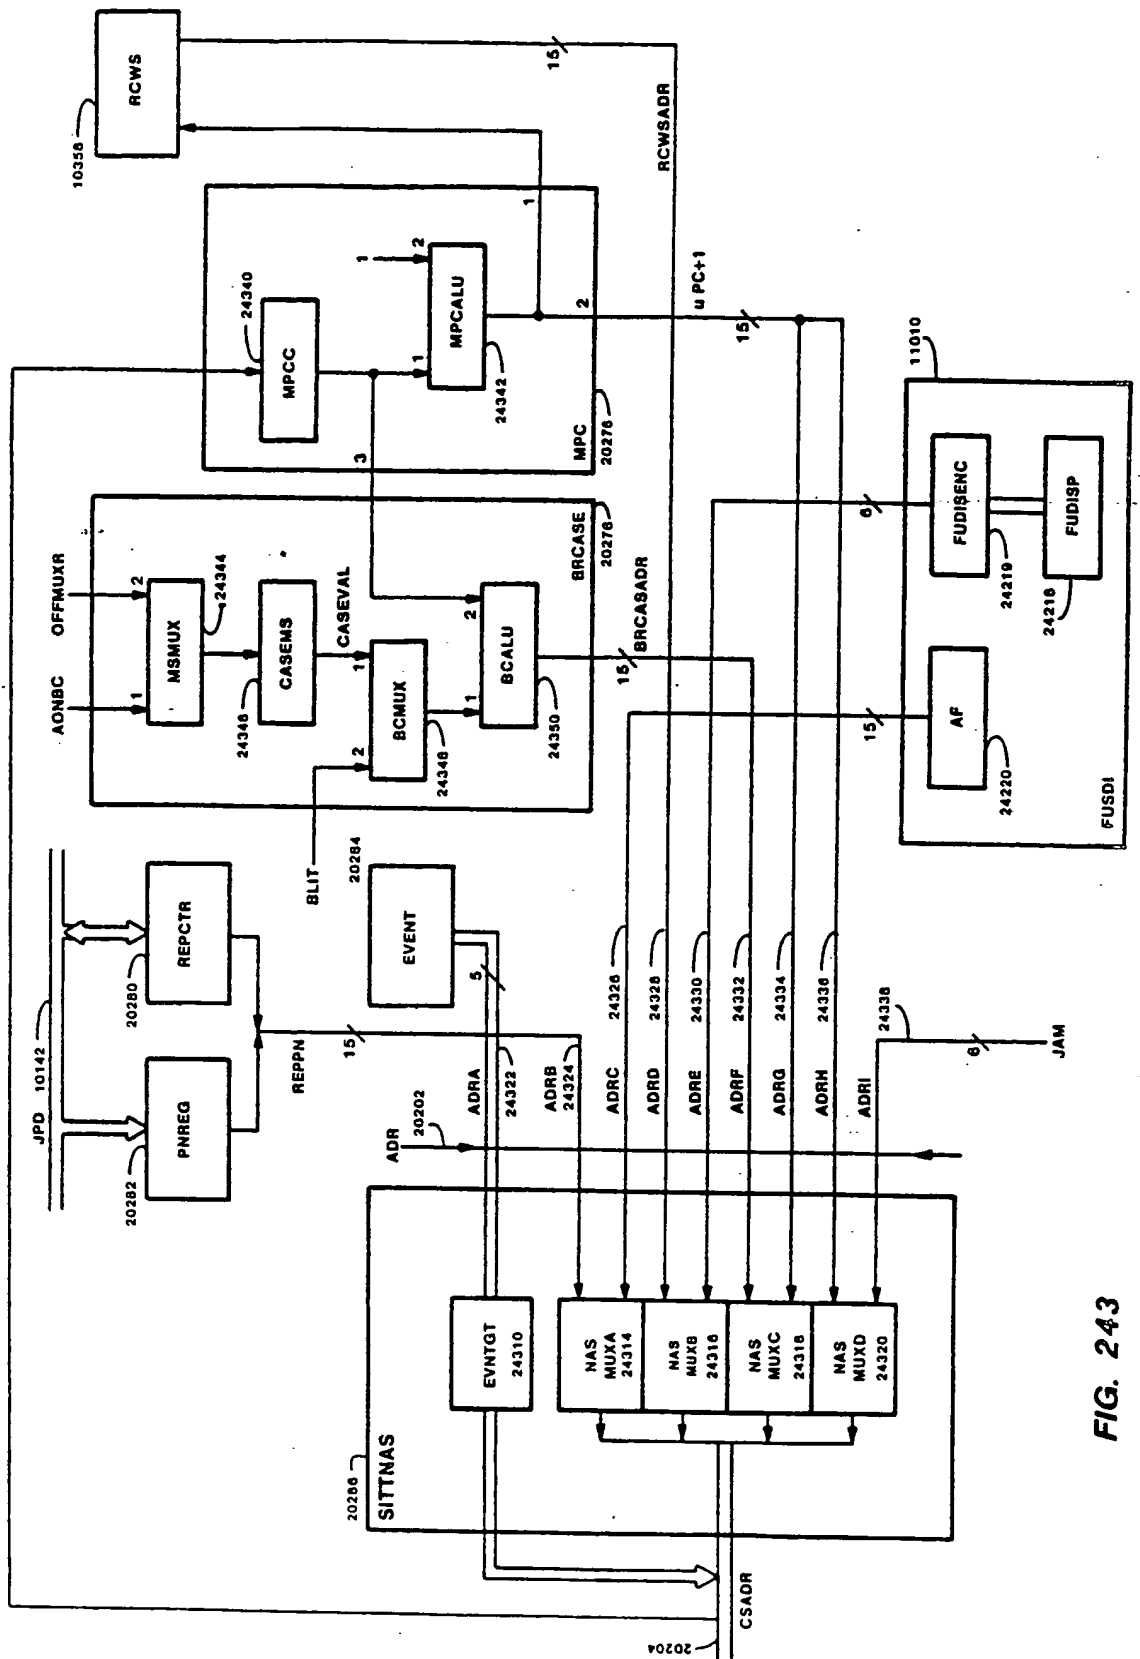 JPD
10142
20282
PNREG
20280
REPCTR
REPPN
15
AONBC
OFFMUXR
1
2
MSMUX
24344
CASEMS
24346
CASEVAL
1
2
BLIT
BCMUX
24348
1
2
BCALU
24350
BRCASE
20276
15
BRCASADR
MPCC
24340
3
1
1
2
MPCALU
24342
MPC
20276
1
2
u PC+1
15
10358
RCWS
15
RCWSADR
20284
EVENT
5
ADRA
24322
ADRB
24324
ADR
20202
ADRC
24326
ADRD
24328
ADRE
24330
ADRF
24332
ADRG
24334
ADRH
24336
ADRI
24338
6
JAM
20286
SITTNAS
EVNTGT
24310
NAS
MUXA
24314
NAS
MUXB
24316
NAS
MUXC
24318
NAS
MUXD
24320
20204
CSADR
15
6
11010
AF
24220
FUDISENC
24219
FUDISP
24218
FUSDI
FIG. 243